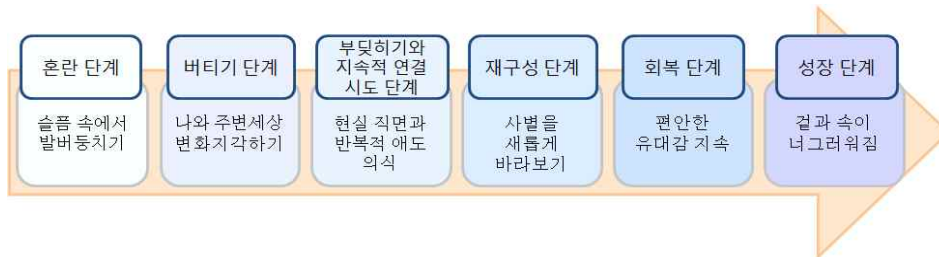 혼란 단계
슬픔 속에서
발버둥치기
버티기 단계
나와 주변세상
변화지각하기
부딪히기와
지속적 연결
시도 단계
현실 직면과
반복적 애도
의식
재구성 단계
사별을
새롭게
바라보기
회복 단계
편안한
유대감 지속
성장 단계
겉과 속이
너그러워짐